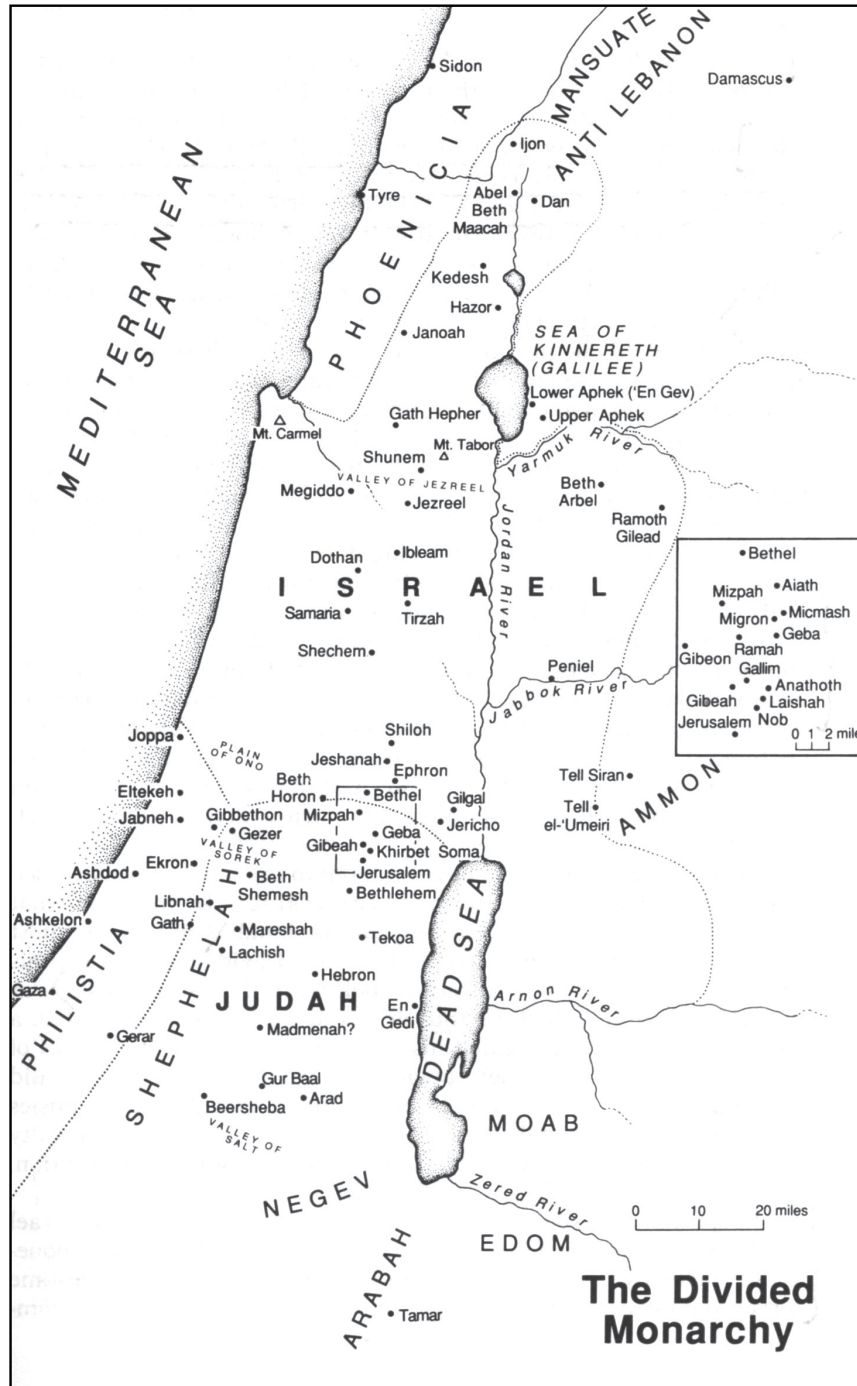 Sidon
Damascus
MANSUATE
ANTI LEBANON
Ijon
PHOENICIA
Tyre
Abel
Beth
Maacah
Dan
MEDITERRANEAN
SEA
Kedesh
Hazor
Janoah
SEA OF
KINNERETH
(GALILEE)
Lower Aphek ('En Gev)
Upper Aphek
Gath Hepher
Mt. Carmel
Mt. Tabor
Yarmuk River
Shunem
VALLEY OF JEZREEL
Megiddo
Jezreel
Beth
Arbel
Ramoth
Gilead
Jordan River
Dothan
Ibleam
ISRAEL
Samaria
Tirzah
Shechem
Peniel
Jabbok River
Bethel
Mizpah
Aiath
Migron
Micmash
Geba
Gibeon
Ramah
Gallim
Anathoth
Gibeah
Laishah
Jerusalem
Nob
0 1 2 mile
Joppa
PLAIN
OF ONO
Shiloh
Jeshanah
Ephron
Beth
Horon
Bethel
Gilgal
Tell Siran
AMMON
Eltekeh
Jabneh
Gibbethon
Gezer
Mizpah
Geba
Jericho
Tell
el-'Umeiri
VALLEY OF
SOREK
Gibeah
Khirbet Soma
Ekron
Ashdod
Beth
Shemesh
Jerusalem
Bethlehem
Libnah
Ashkelon
Gath
Mareshah
Tekoa
Lachish
DEAD SEA
PHILISTIA
SHEPHELAH
Gaza
Hebron
JUDAH
En
Gedi
Arnon River
Gerar
Madmenah?
Gur Baal
Beersheba
Arad
VALLEY OF
SALT
MOAB
NEGEV
Zered River
0 10 20 miles
EDOM
ARABAH
Tamar
The Divided
Monarchy